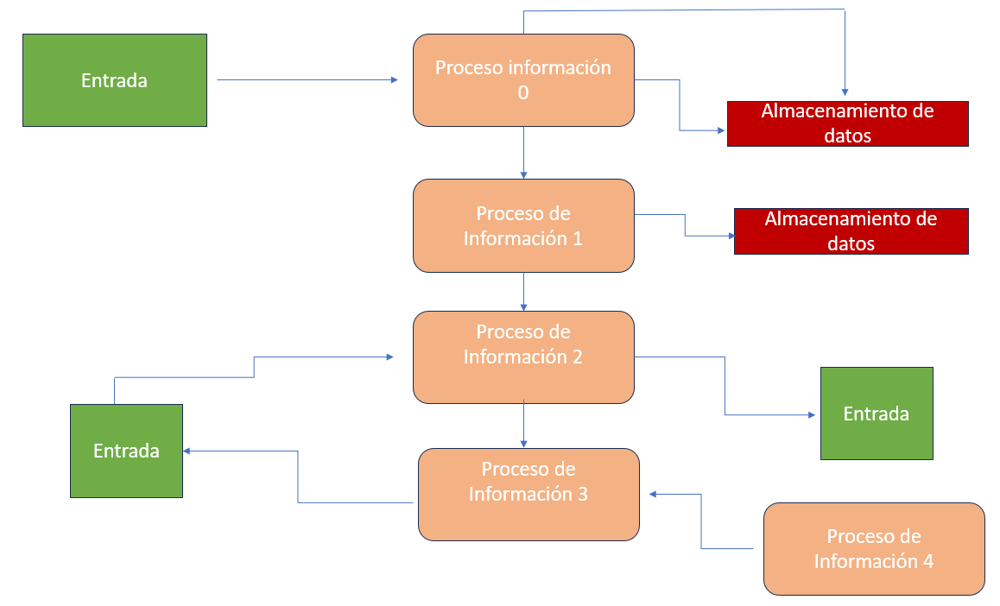 Entrada
Proceso información
0
Almacenamiento de
datos
Proceso de
Información 1
Almacenamiento de
datos
Proceso de
Información 2
Entrada
Entrada
Proceso de
Información 3
Proceso de
Información 4